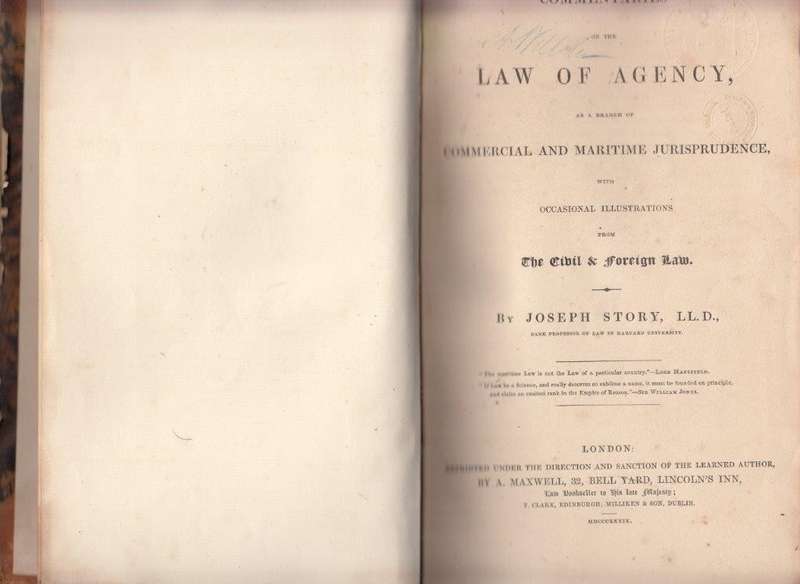 COMMENTARIES
ON THE
LAW OF AGENCY,
AS A BRANCH OF
COMMERCIAL AND MARITIME JURISPRUDENCE,
WITH
OCCASIONAL ILLUSTRATIONS
FROM
The Civil & Foreign Law.
BY JOSEPH STORY, LL.D.,
DANE PROFESSOR OF LAW IN HARVARD UNIVERSITY.
"The maritime Law is not the Law of a particular country."—LORD MANSFIELD.
"If Law be a Science, and really deserves so sublime a name, it must be founded on principle,
and claim an exalted rank in the Empire of Reason."—SIR WILLIAM JONES.
LONDON:
REPRINTED UNDER THE DIRECTION AND SANCTION OF THE LEARNED AUTHOR,
BY A. MAXWELL, 32, BELL YARD, LINCOLN'S INN,
Law Bookseller to His late Majesty;
T. CLARK, EDINBURGH; MILLIKEN & SON, DUBLIN.
MDCCCXXXIX.